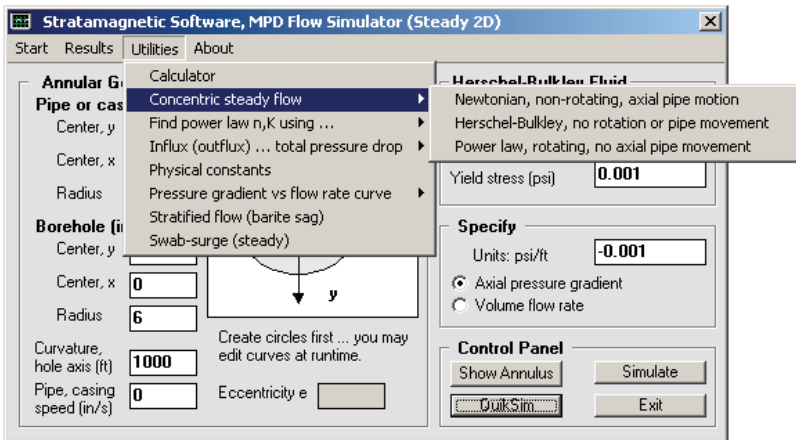 Stratamagnetic Software, MPD Flow Simulator (Steady 2D)
Start Results Utilities About
Calculator
Concentric steady flow
Find power law n,K using ...
Influx (outflux) ... total pressure drop
Physical constants
Pressure gradient vs flow rate curve
Stratified flow (barite sag)
Swab-surge (steady)
Newtonian, non-rotating, axial pipe motion
Herschel-Bulkley, no rotation or pipe movement
Power law, rotating, no axial pipe movement
Annular G
Pipe or cas
Center, y
Center, x
Radius
Borehole (i
Center, y
Center, x 0
Radius 6
Curvature,
hole axis (ft) 1000
Pipe, casing
speed (in/s) 0
y
Create circles first ... you may
edit curves at runtime.
Eccentricity e
Herschel-Bulkley Fluid
Yield stress (psi) 0.001
Specify
Units: psi/ft -0.001
Axial pressure gradient
Volume flow rate
Control Panel
Show Annulus Simulate
QuikSim Exit